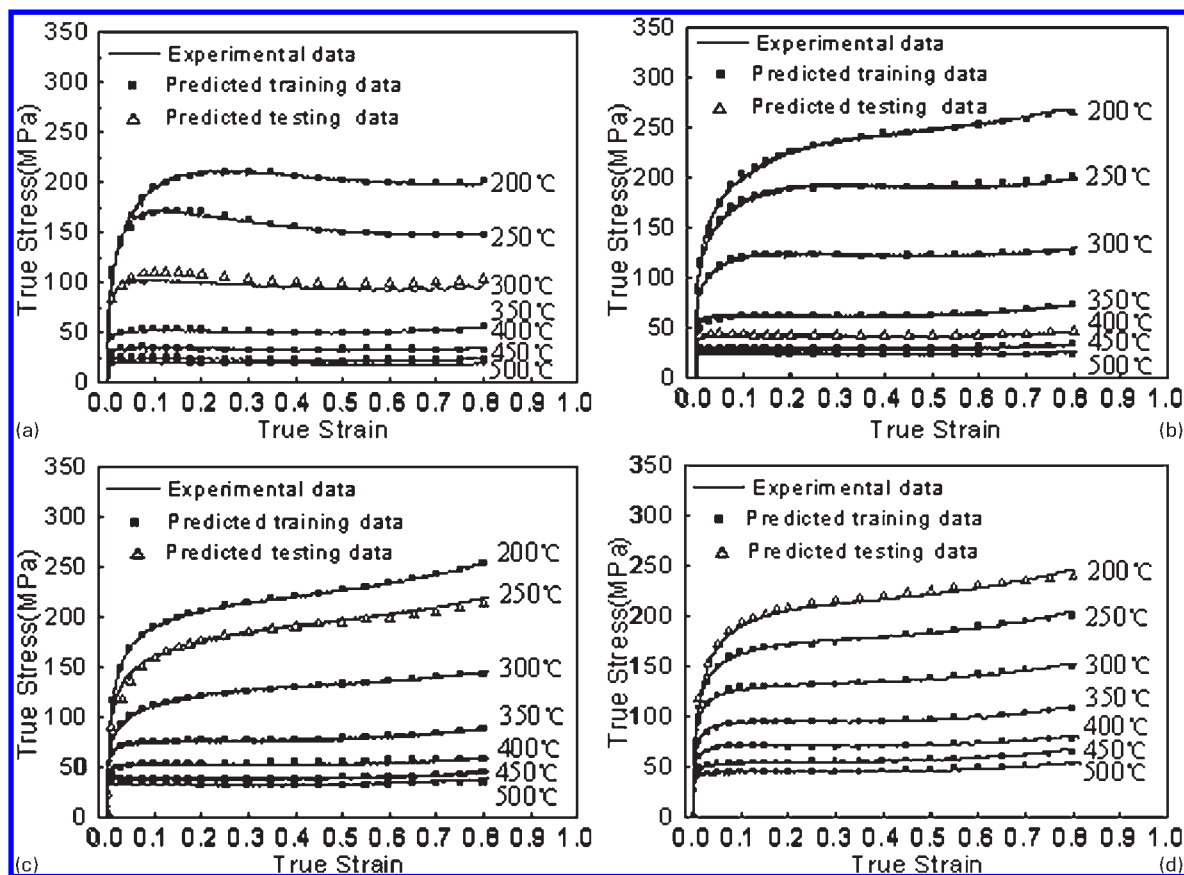 350
300
250
200
150
100
50
0
True Stress(MPa)
Experimental data
Predicted training data
Predicted testing data
200℃
250℃
300℃
350℃
400℃
450℃
500℃
0.0 0.1 0.2 0.3 0.4 0.5 0.6 0.7 0.8 0.9 1.0
True Strain
(a)
350
300
250
200
150
100
50
0
True Stress(MPa)
Experimental data
Predicted training data
Predicted testing data
200℃
250℃
300℃
350℃
400℃
450℃
500℃
0.0 0.1 0.2 0.3 0.4 0.5 0.6 0.7 0.8 0.9 1.0
True Strain
(b)
350
300
250
200
150
100
50
0
True Stress(MPa)
Experimental data
Predicted training data
Predicted testing data
200℃
250℃
300℃
350℃
400℃
450℃
500℃
0.0 0.1 0.2 0.3 0.4 0.5 0.6 0.7 0.8 0.9 1.0
True Strain
(c)
350
300
250
200
150
100
50
0
True Stress(MPa)
Experimental data
Predicted training data
Predicted testing data
200℃
250℃
300℃
350℃
400℃
450℃
500℃
0.0 0.1 0.2 0.3 0.4 0.5 0.6 0.7 0.8 0.9 1.0
True Strain
(d)